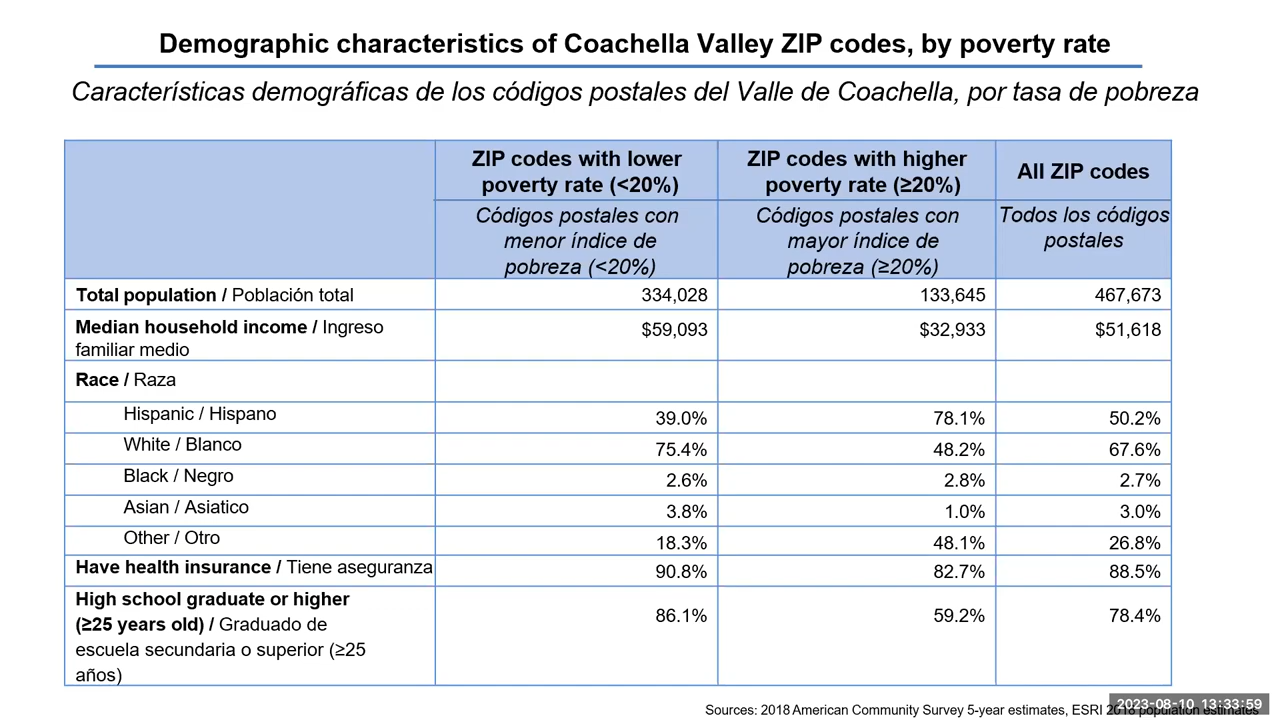 Demographic characteristics of Coachella Valley ZIP codes, by poverty rate
Características demográficas de los códigos postales del Valle de Coachella, por tasa de pobreza
ZIP codes with lower poverty rate (<20%) ZIP codes with higher poverty rate (≥20%) All ZIP codes
Códigos postales con menor índice de pobreza (<20%) Códigos postales con mayor índice de pobreza (≥20%) Todos los códigos postales
Total population / Población total 334,028 133,645 467,673
Median household income / Ingreso familiar medio $59,093 $32,933 $51,618
Race / Raza
Hispanic / Hispano 39.0% 78.1% 50.2%
White / Blanco 75.4% 48.2% 67.6%
Black / Negro 2.6% 2.8% 2.7%
Asian / Asiatico 3.8% 1.0% 3.0%
Other / Otro 18.3% 48.1% 26.8%
Have health insurance / Tiene aseguranza 90.8% 82.7% 88.5%
High school graduate or higher (≥25 years old) / Graduado de escuela secundaria o superior (≥25 años) 86.1% 59.2% 78.4%
Sources: 2018 American Community Survey 5-year estimates, ESRI 2018 population estimates
2023-08-10 13:33:59